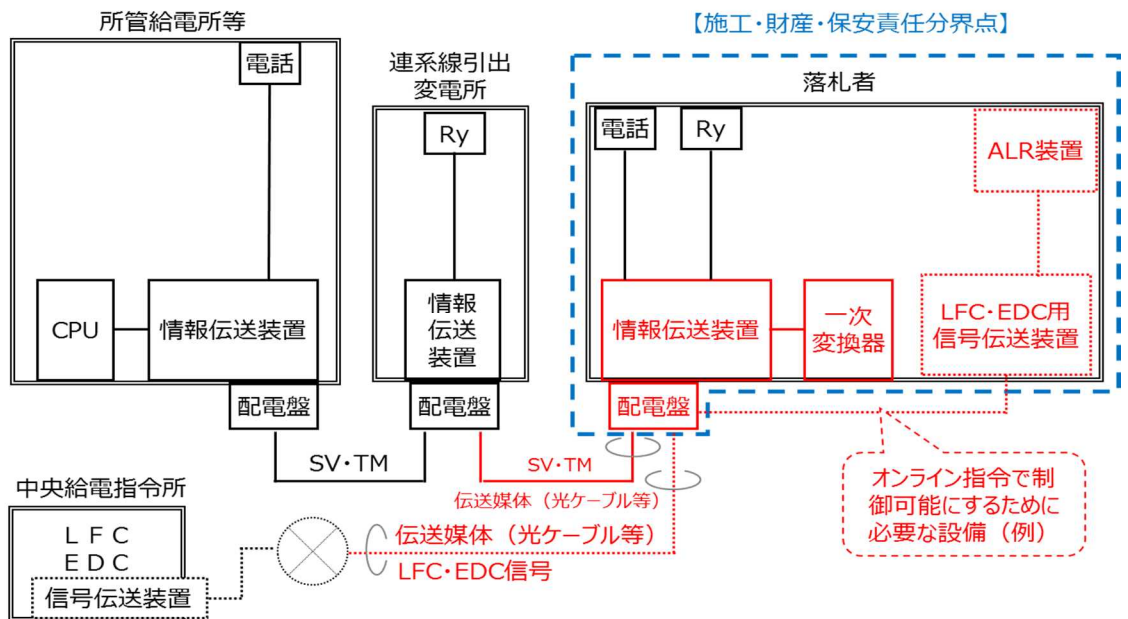 所管給電所等
電話
CPU
情報伝送装置
配電盤
連系線引出
変電所
Ry
情報
伝送
装置
配電盤
【施工・財産・保安責任分界点】
落札者
電話
Ry
ALR装置
情報伝送装置
一次
変換器
LFC・EDC用
信号伝送装置
配電盤
SV・TM
SV・TM
伝送媒体（光ケーブル等）
オンライン指令で制
御可能にするために
必要な設備（例）
中央給電指令所
ＬＦＣ
ＥＤＣ
信号伝送装置
伝送媒体（光ケーブル等）
LFC・EDC信号